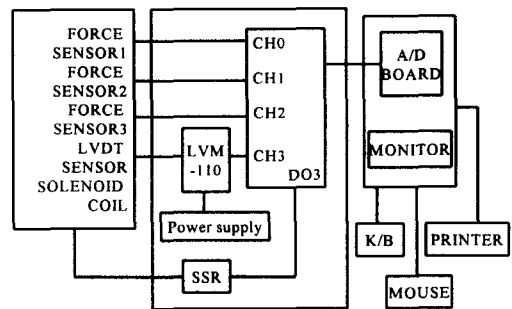 FORCE
SENSOR1
FORCE
SENSOR2
FORCE
SENSOR3
LVDT
SENSOR
SOLENOID
COIL
CH0
CH1
CH2
CH3
DO3
LVM
-110
Power supply
SSR
A/D
BOARD
MONITOR
K/B
PRINTER
MOUSE